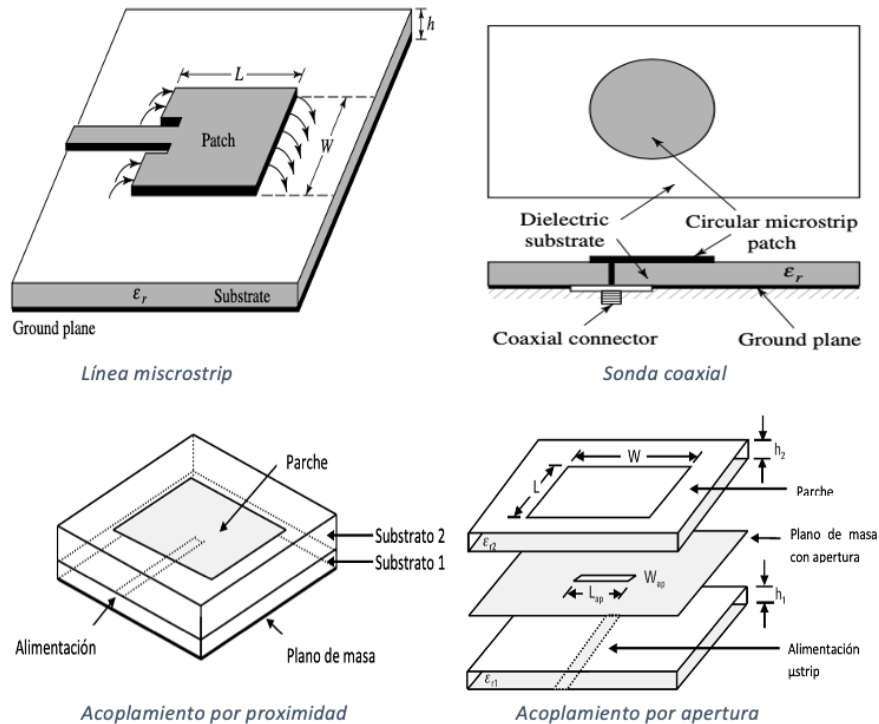 h
L
W
Patch
εr
Substrate
Ground plane
Línea miscrostrip
Dielectric
substrate
Circular microstrip
patch
εr
Coaxial connector
Ground plane
Sonda coaxial
Parche
Substrato 2
Substrato 1
Alimentación
Plano de masa
Acoplamiento por proximidad
W
L
h2
Parche
εr2
Plano de masa
con apertura
Wap
Lap
h1
Alimentación
µstrip
εr1
Acoplamiento por apertura